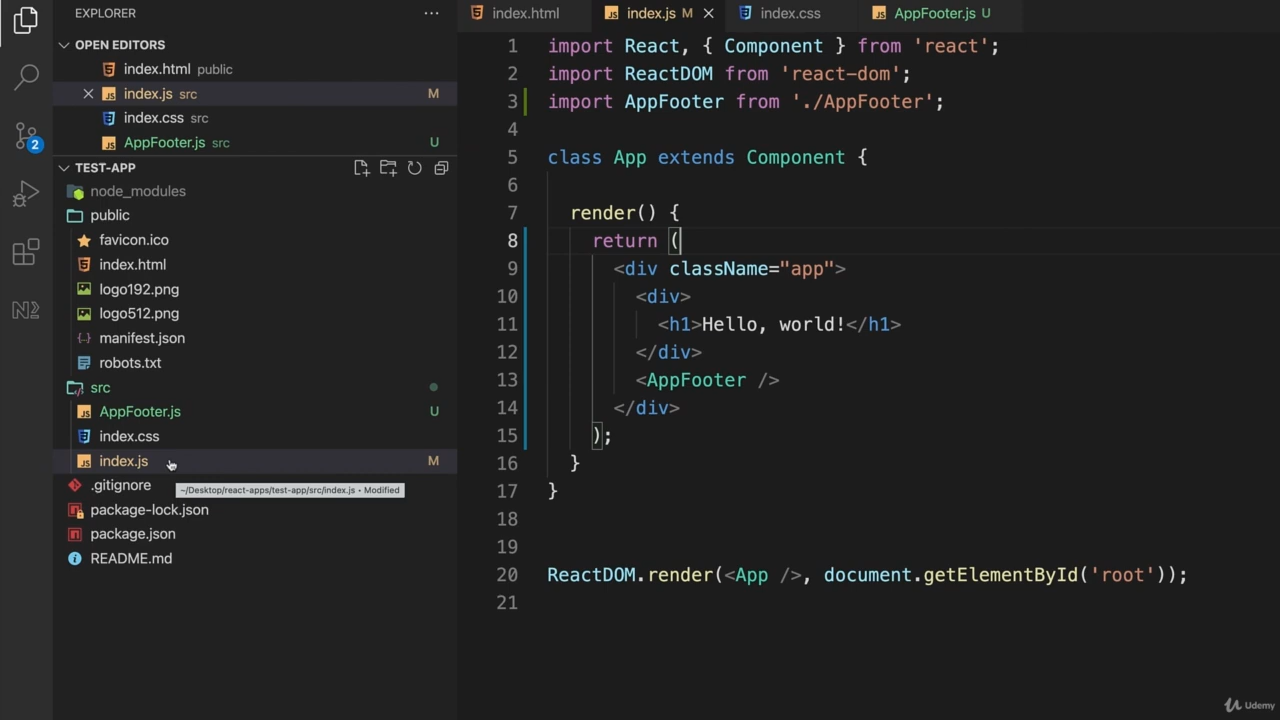 EXPLORER
OPEN EDITORS
index.html public
index.js src M
index.css src
AppFooter.js src U
TEST-APP
node_modules
public
favicon.ico
index.html
logo192.png
logo512.png
manifest.json
robots.txt
src
AppFooter.js U
index.css
index.js M
~/Desktop/react-apps/test-app/src/index.js • Modified
.gitignore
package-lock.json
package.json
README.md
2
index.html index.js M index.css AppFooter.js U
1 import React, { Component } from 'react';
2 import ReactDOM from 'react-dom';
3 import AppFooter from './AppFooter';
4
5 class App extends Component {
6
7 render() {
8 return (
9 <div className="app">
10 <div>
11 <h1>Hello, world!</h1>
12 </div>
13 <AppFooter />
14 </div>
15 );
16 }
17 }
18
19
20 ReactDOM.render(<App />, document.getElementById('root'));
21
Udemy